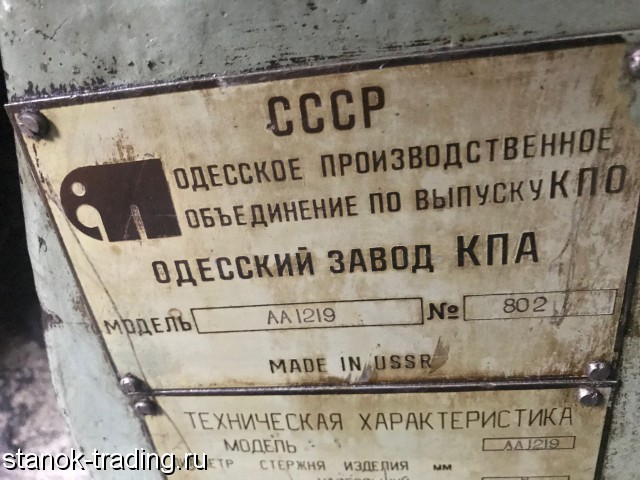 СССР
ОДЕССКОЕ ПРОИЗВОДСТВЕННОЕ
ОБЪЕДИНЕНИЕ ПО ВЫПУСКУ КПО
ОДЕССКИЙ ЗАВОД КПА
МОДЕЛЬ АА1219 № 802
MADE IN USSR
ТЕХНИЧЕСКАЯ ХАРАКТЕРИСТИКА
МОДЕЛЬ АА1219
СТЕРЖНЯ ИЗДЕЛИЯ ММ
stanok-trading.ru